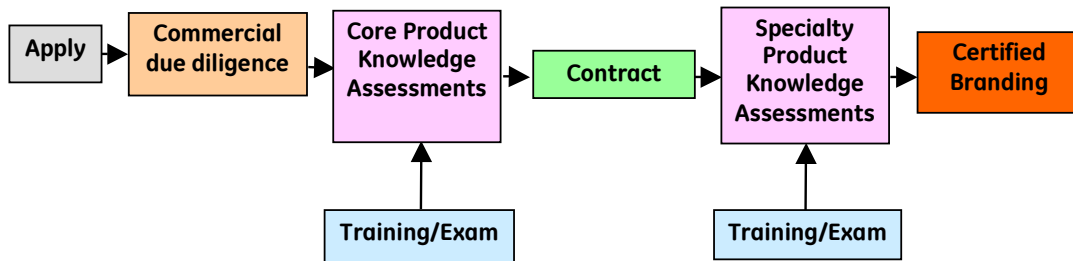 Apply
Commercial
due diligence
Core Product
Knowledge
Assessments
Contract
Specialty
Product
Knowledge
Assessments
Certified
Branding
Training/Exam
Training/Exam